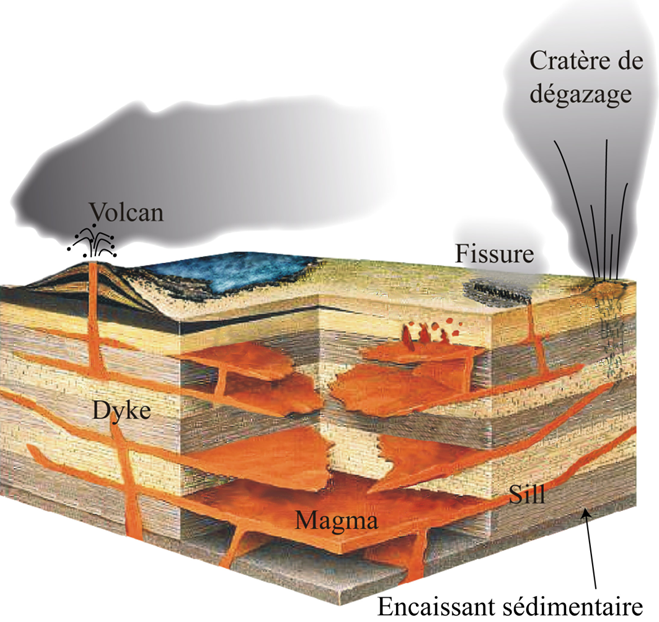 Cratère de
dégazage
Volcan
Fissure
Dyke
Sill
Magma
Encaissant sédimentaire